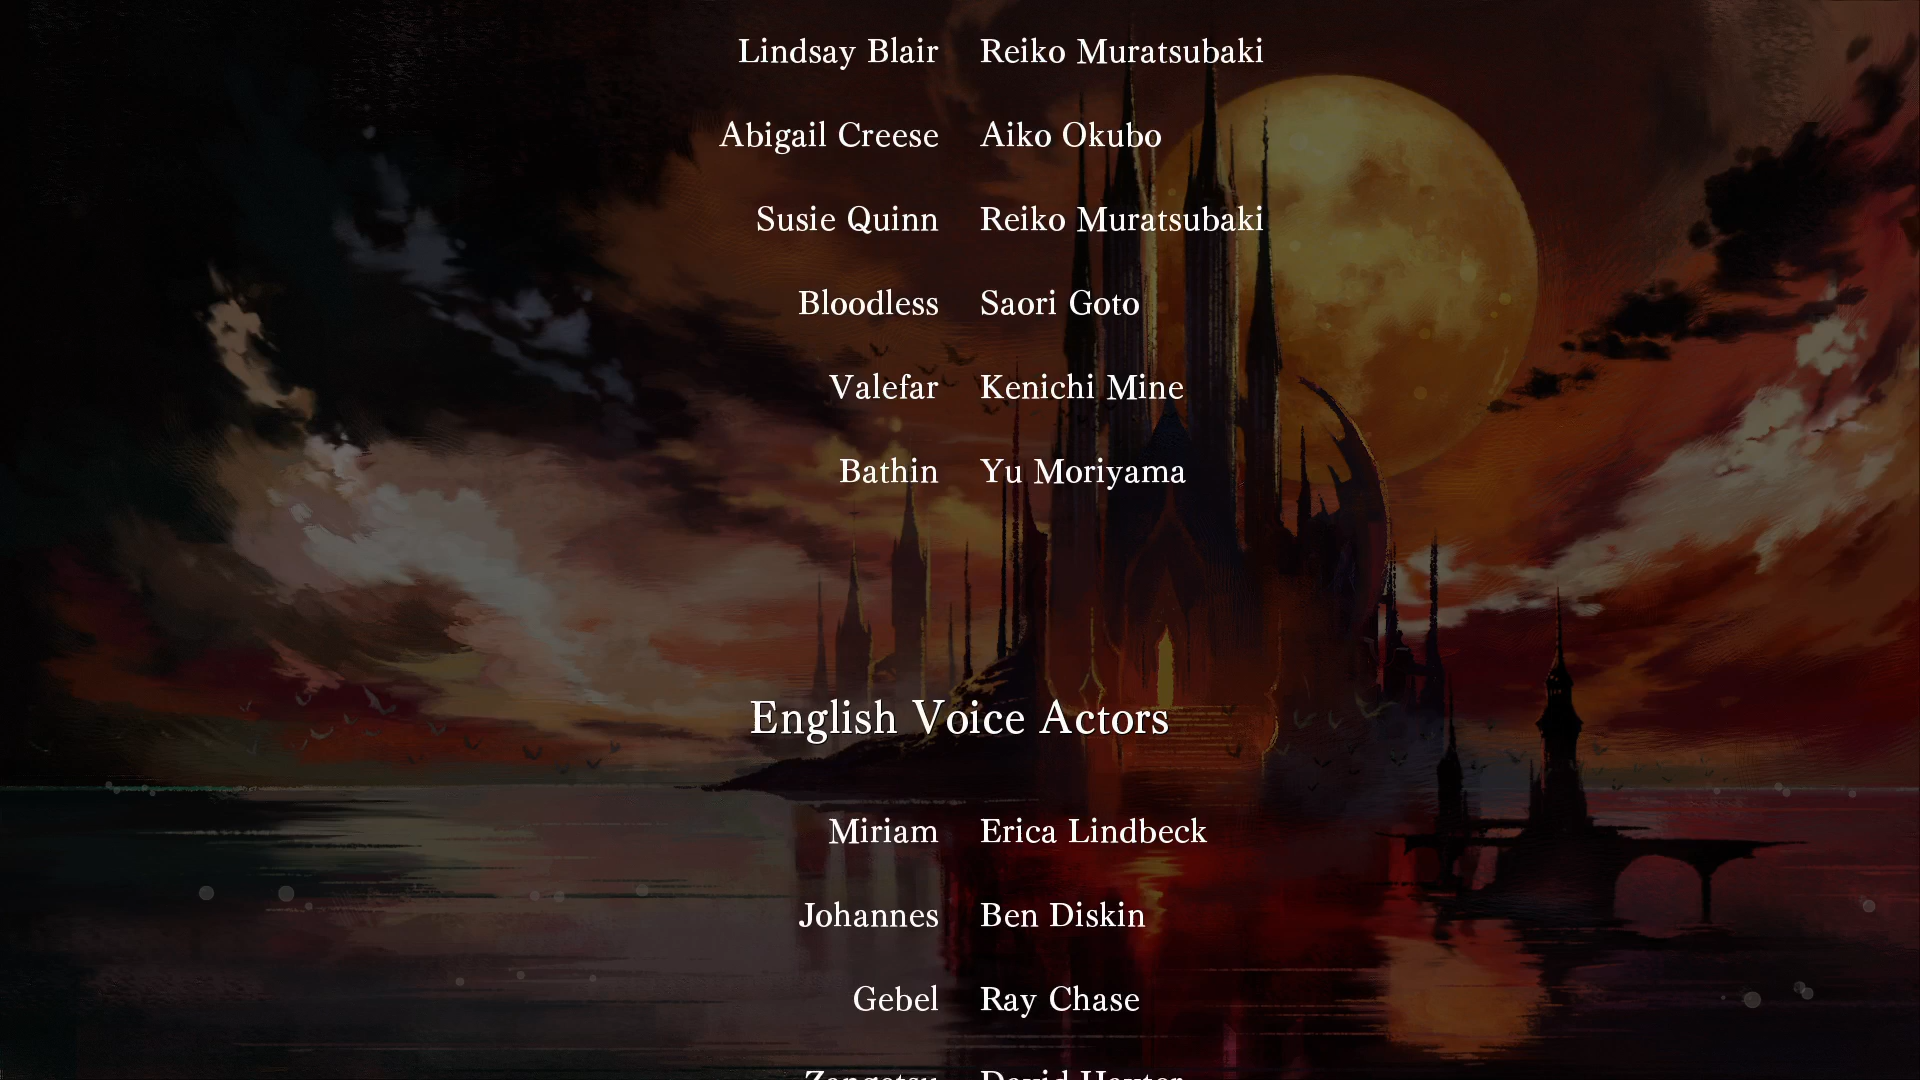 Lindsay Blair Reiko Muratsubaki
Abigail Creese Aiko Okubo
Susie Quinn Reiko Muratsubaki
Bloodless Saori Goto
Valefar Kenichi Mine
Bathin Yu Moriyama
English Voice Actors
Miriam Erica Lindbeck
Johannes Ben Diskin
Gebel Ray Chase